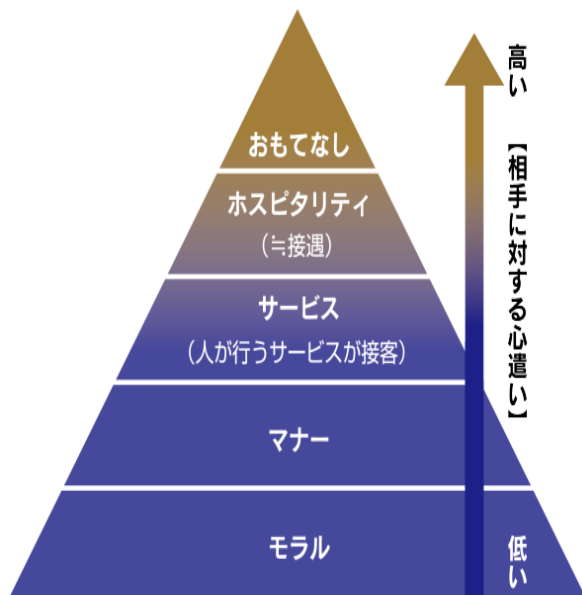 おもてなし
ホスピタリティ
（≒接遇）
サービス
（人が行うサービスが接客）
マナー
モラル
高い
【相手に対する心遣い】
低い